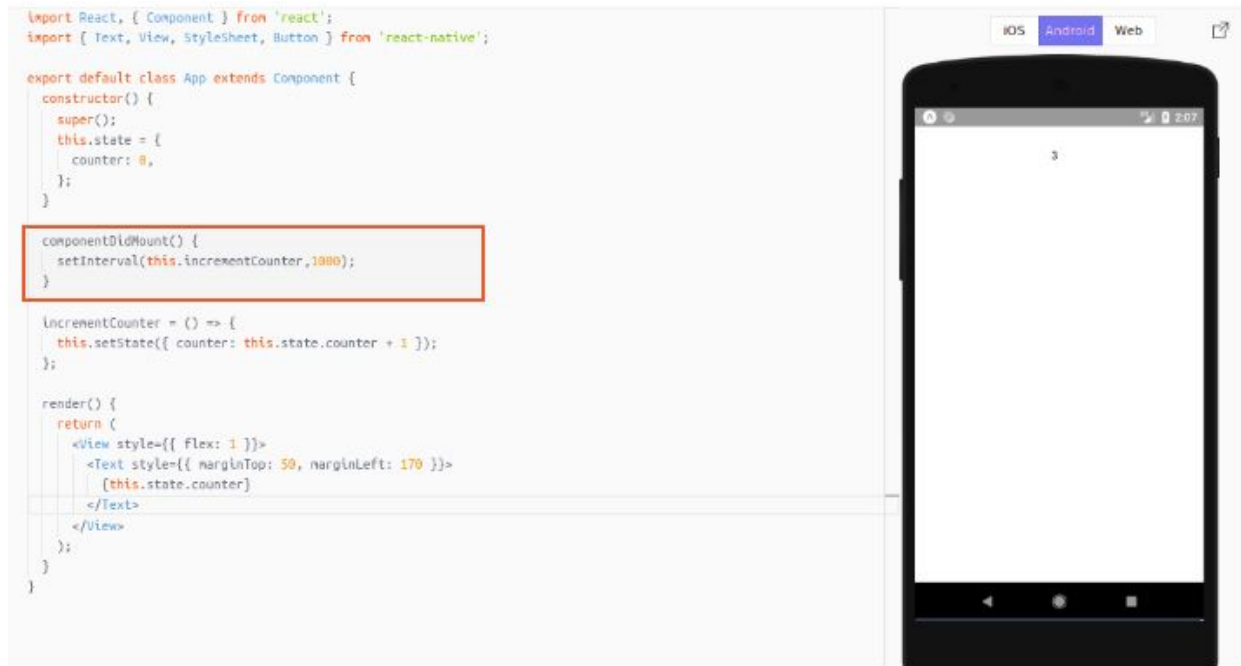 import React, { Component } from 'react';
import { Text, View, StyleSheet, Button } from 'react-native';
export default class App extends Component {
constructor() {
super();
this.state = {
counter: 0,
};
}
componentDidMount() {
setInterval(this.incrementCounter,1000);
}
incrementCounter = () => {
this.setState({ counter: this.state.counter + 1 });
};
render() {
return (
<View style={{ flex: 1 }}>
<Text style={{ marginTop: 50, marginLeft: 170 }}>
{this.state.counter}
</Text>
</View>
);
}
}
iOS Android Web
2:07
3